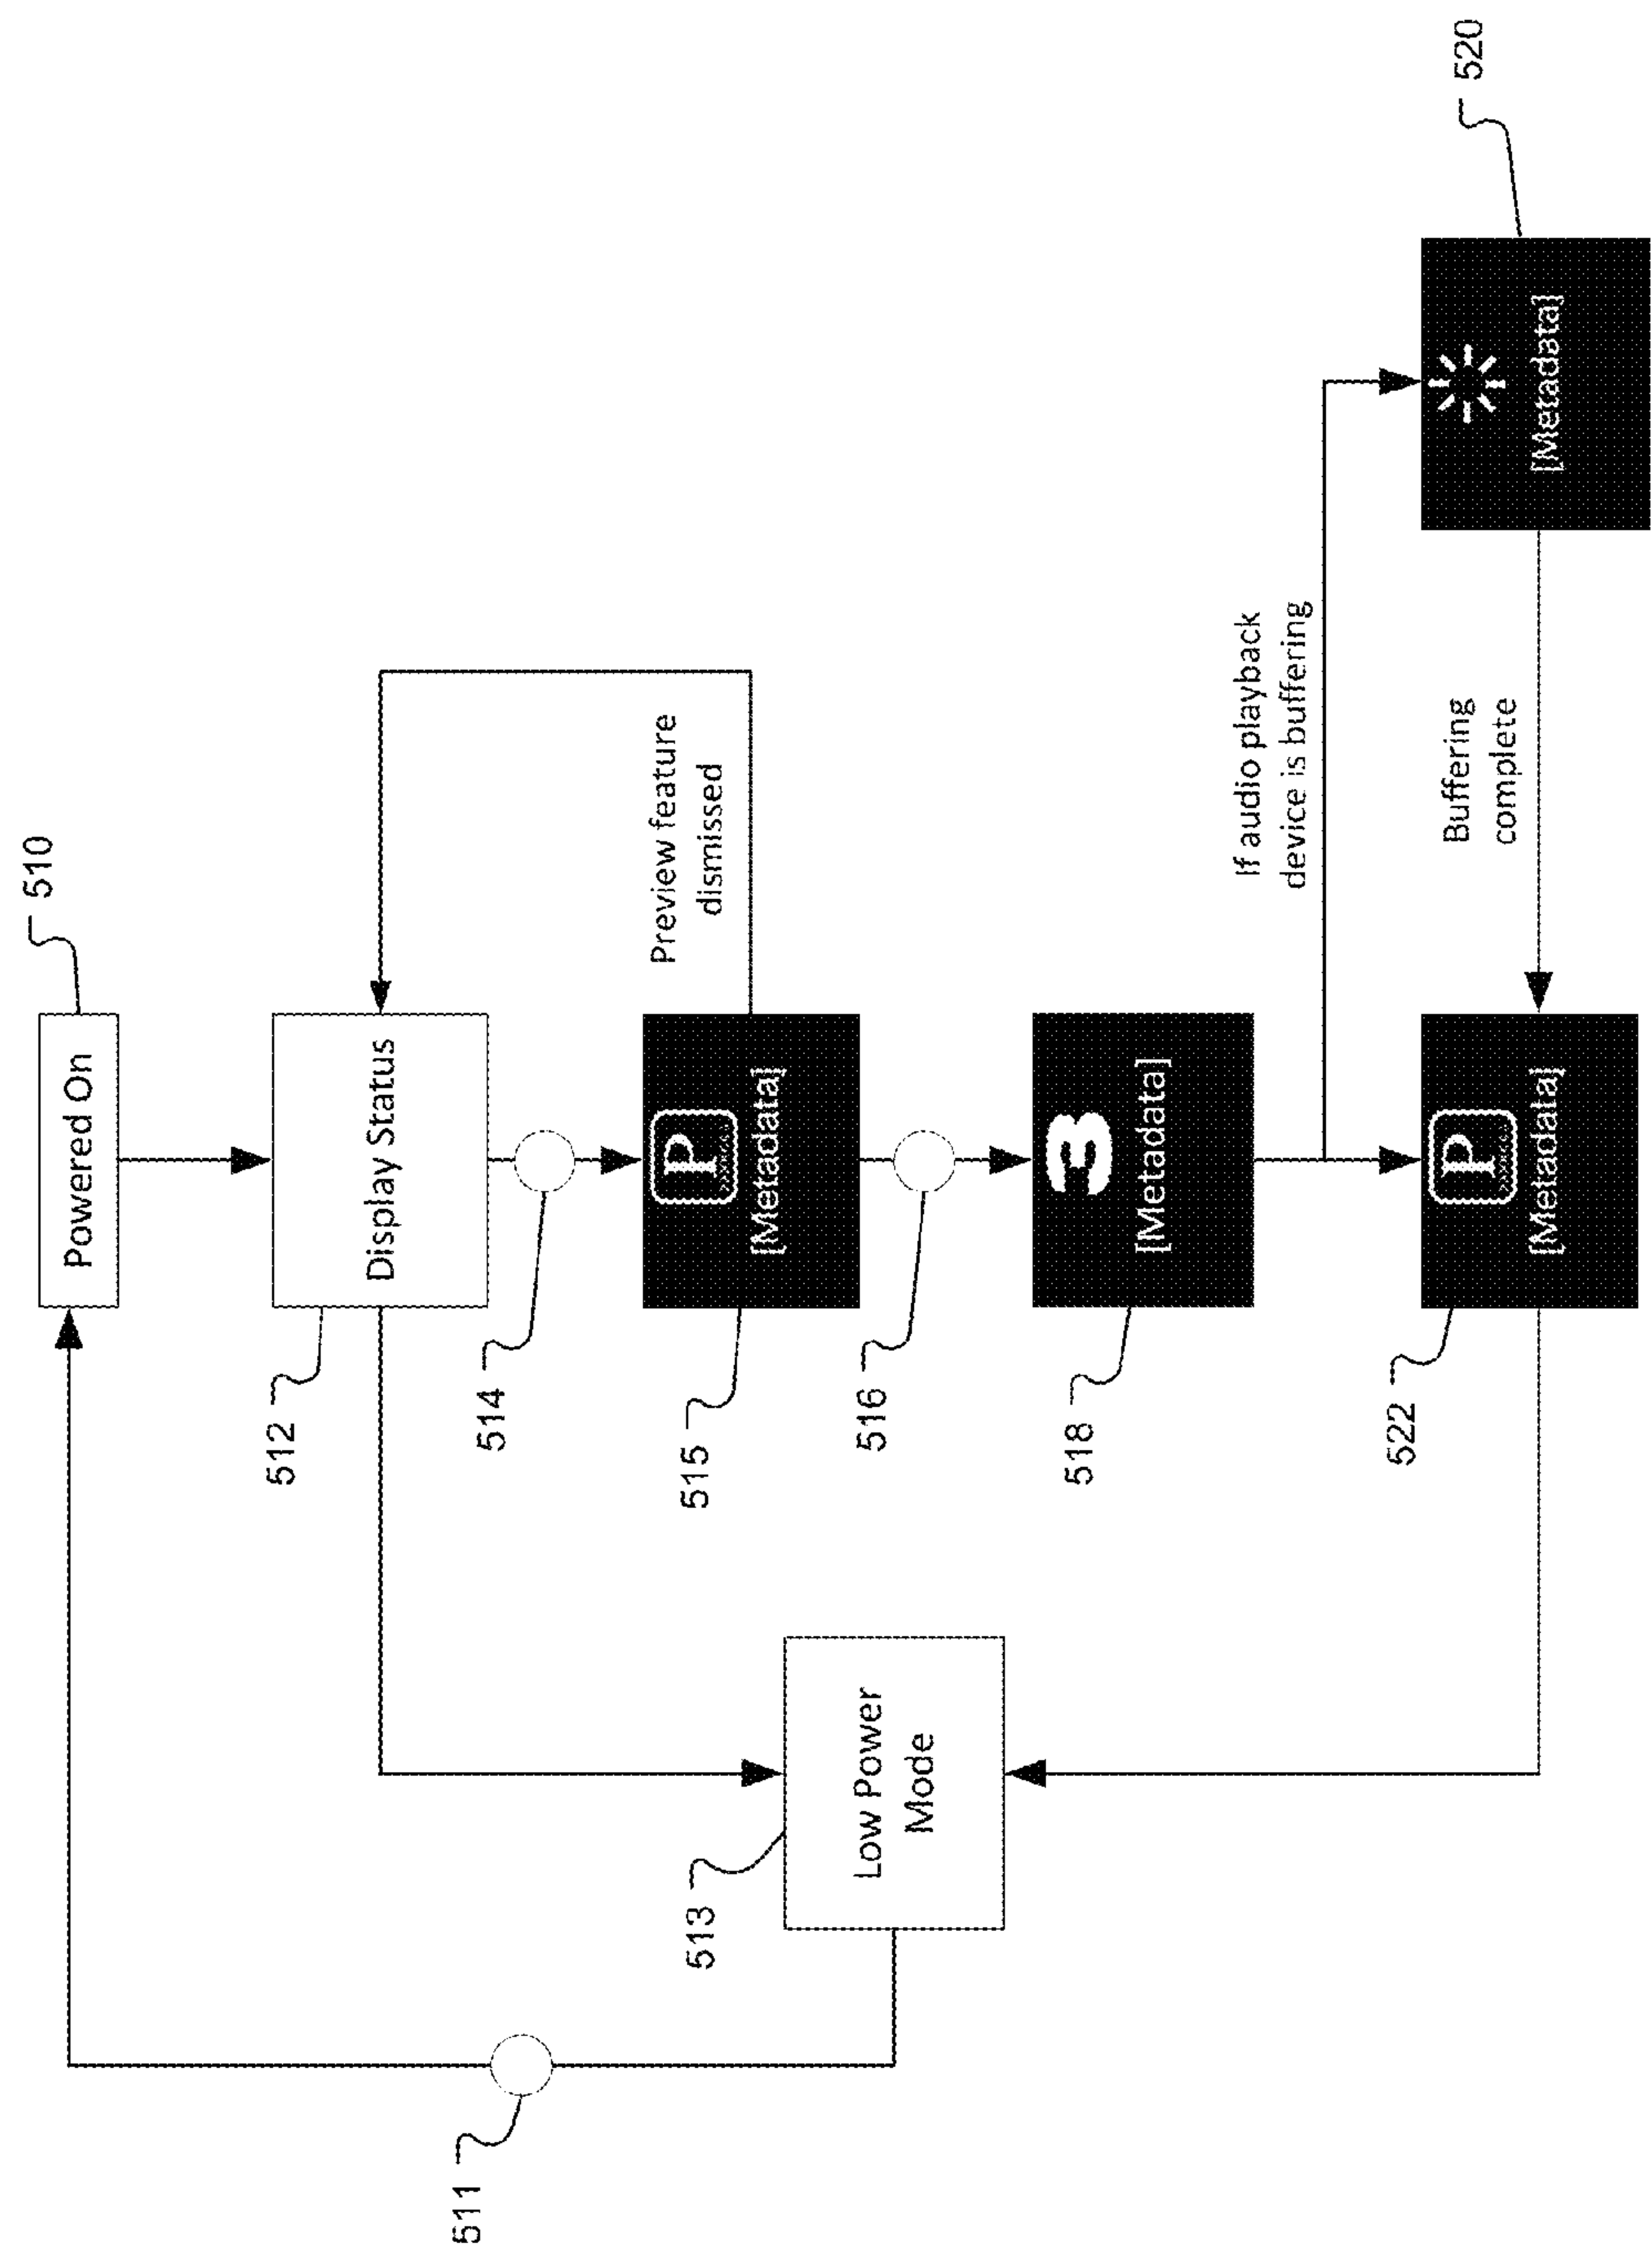 510
Powered On
512
Display Status
511
514
Preview feature
dismissed
513
515
P
[Metadata]
Low Power
Mode
516
3
518
[Metadata]
If audio playback
device is buffering
522
P
[Metadata]
Buffering
complete
520
[Metadata]